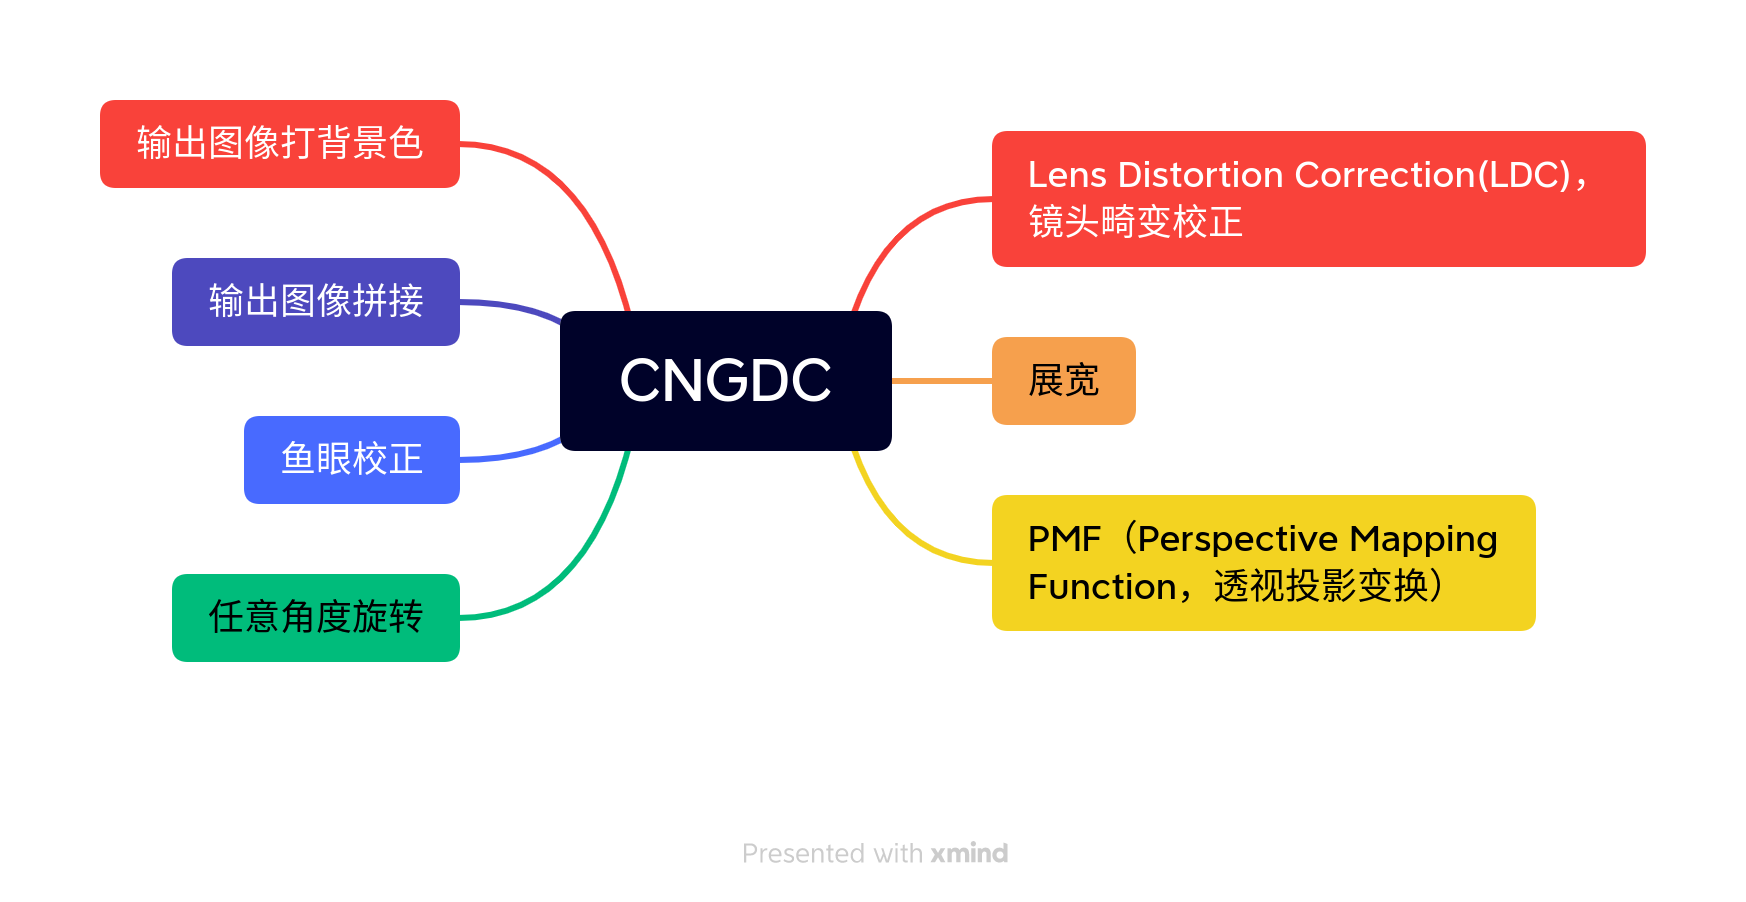 输出图像打背景色
输出图像拼接
鱼眼校正
任意角度旋转
CNGDC
Lens Distortion Correction(LDC)，
镜头畸变校正
展宽
PMF（Perspective Mapping
Function，透视投影变换）
Presented with xmind